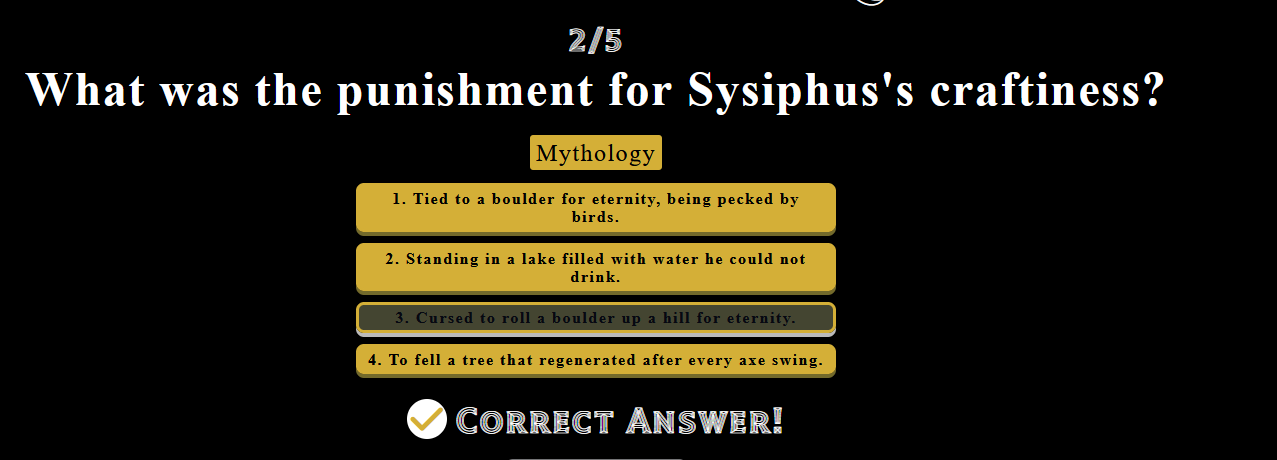 2/5
What was the punishment for Sysiphus's craftiness?
Mythology
1. Tied to a boulder for eternity, being pecked by
birds.
2. Standing in a lake filled with water he could not
drink.
3. Cursed to roll a boulder up a hill for eternity.
4. To fell a tree that regenerated after every axe swing.
Correct Answer!